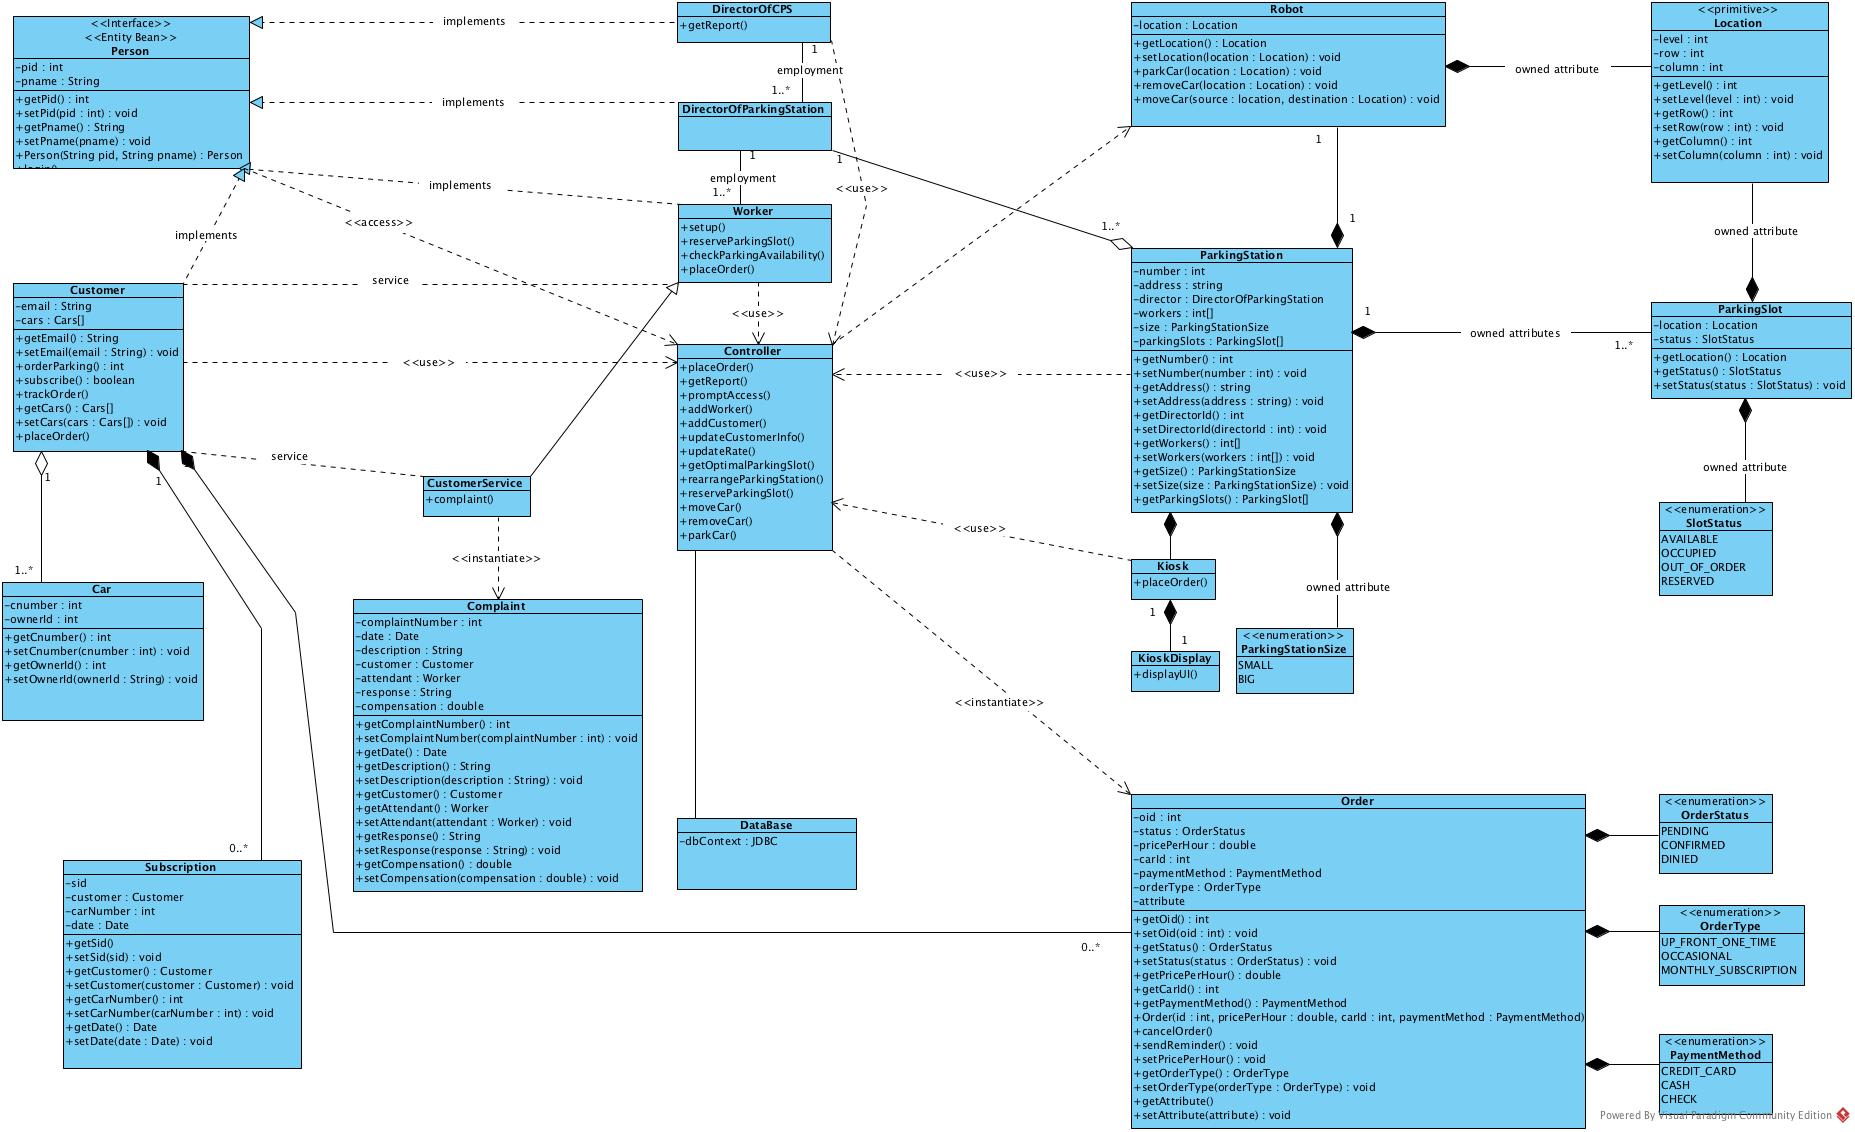 <<Interface>>
<<Entity Bean>>
Person
-pid : int
-pname : String
+getPid() : int
+setPid(pid : int) : void
+getPname() : String
+setPname(pname) : void
+Person(String pid, String pname) : Person
implements
DirectorOfCPS
+getReport()
1
employment
1..*
implements
DirectorOfParkingStation
1
employment
1..*
1
<<use>>
1..*
implements
<<access>>
implements
Worker
+setup()
+reserveParkingSlot()
+checkParkingAvailability()
+placeOrder()
service
<<use>>
Robot
-location : Location
+getLocation() : Location
+setLocation(location : Location) : void
+parkCar(location : Location) : void
+removeCar(location : Location) : void
+moveCar(source : location, destination : Location) : void
owned attribute
1
1
<<primitive>>
Location
-level : int
-row : int
-column : int
+getLevel() : int
+setLevel(level : int) : void
+getRow() : int
+setRow(row : int) : void
+getColumn() : int
+setColumn(column : int) : void
owned attribute
Customer
-email : String
-cars : Cars[]
+getEmail() : String
+setEmail(email : String) : void
+orderParking() : int
+subscribe() : boolean
+trackOrder()
+getCars() : Cars[]
+setCars(cars : Cars[]) : void
+placeOrder()
<<use>>
service
1
1
1..*
Controller
+placeOrder()
+getReport()
+promptAccess()
+addWorker()
+addCustomer()
+updateCustomerInfo()
+updateRate()
+getOptimalParkingSlot()
+rearrangeParkingStation()
+reserveParkingSlot()
+moveCar()
+removeCar()
+parkCar()
<<use>>
<<use>>
ParkingStation
-number : int
-address : string
-director : DirectorOfParkingStation
-workers : int[]
-size : ParkingStationSize
-parkingSlots : ParkingSlot[]
+getNumber() : int
+setNumber(number : int) : void
+getAddress() : string
+setAddress(address : string) : void
+getDirectorId() : int
+setDirectorId(directorId : int) : void
+getWorkers() : int[]
+setWorkers(workers : int[]) : void
+getSize() : ParkingStationSize
+setSize(size : ParkingStationSize) : void
+getParkingSlots() : ParkingSlot[]
1
owned attributes
1..*
ParkingSlot
-location : Location
-status : SlotStatus
+getLocation() : Location
+getStatus() : SlotStatus
+setStatus(status : SlotStatus) : void
owned attribute
<<enumeration>>
SlotStatus
AVAILABLE
OCCUPIED
OUT_OF_ORDER
RESERVED
CustomerService
+complaint()
<<instantiate>>
Kiosk
+placeOrder()
1
1
KioskDisplay
+displayUI()
owned attribute
<<enumeration>>
ParkingStationSize
SMALL
BIG
Car
-cnumber : int
-ownerId : int
+getCnumber() : int
+setCnumber(cnumber : int) : void
+getOwnerId() : int
+setOwnerId(ownerId : String) : void
Complaint
-complaintNumber : int
-date : Date
-description : String
-customer : Customer
-attendant : Worker
-response : String
-compensation : double
+getComplaintNumber() : int
+setComplaintNumber(complaintNumber : int) : void
+getDate() : Date
+getDescription() : String
+setDescription(description : String) : void
+getCustomer() : Customer
+getAttendant() : Worker
+setAttendant(attendant : Worker) : void
+getResponse() : String
+setResponse(response : String) : void
+getCompensation() : double
+setCompensation(compensation : double) : void
<<instantiate>>
DataBase
-dbContext : JDBC
0..*
Subscription
-sid
-customer : Customer
-carNumber : int
-date : Date
+getSid()
+setSid(sid) : void
+getCustomer() : Customer
+setCustomer(customer : Customer) : void
+getCarNumber() : int
+setCarNumber(carNumber : int) : void
+getDate() : Date
+setDate(date : Date) : void
0..*
Order
-oid : int
-status : OrderStatus
-pricePerHour : double
-carId : int
-paymentMethod : PaymentMethod
-orderType : OrderType
-attribute
+getOid() : int
+setOid(oid : int) : void
+getStatus() : OrderStatus
+setStatus(status : OrderStatus) : void
+getPricePerHour() : double
+getCarId() : int
+getPaymentMethod() : PaymentMethod
+Order(id : int, pricePerHour : double, carId : int, paymentMethod : PaymentMethod)
+cancelOrder()
+sendReminder() : void
+setPricePerHour() : void
+getOrderType() : OrderType
+setOrderType(orderType : OrderType) : void
+getAttribute()
+setAttribute(attribute) : void
<<enumeration>>
OrderStatus
PENDING
CONFIRMED
DINIED
<<enumeration>>
OrderType
UP_FRONT_ONE_TIME
OCCASIONAL
MONTHLY_SUBSCRIPTION
<<enumeration>>
PaymentMethod
CREDIT_CARD
CASH
CHECK
Powered By Visual Paradigm Community Edition